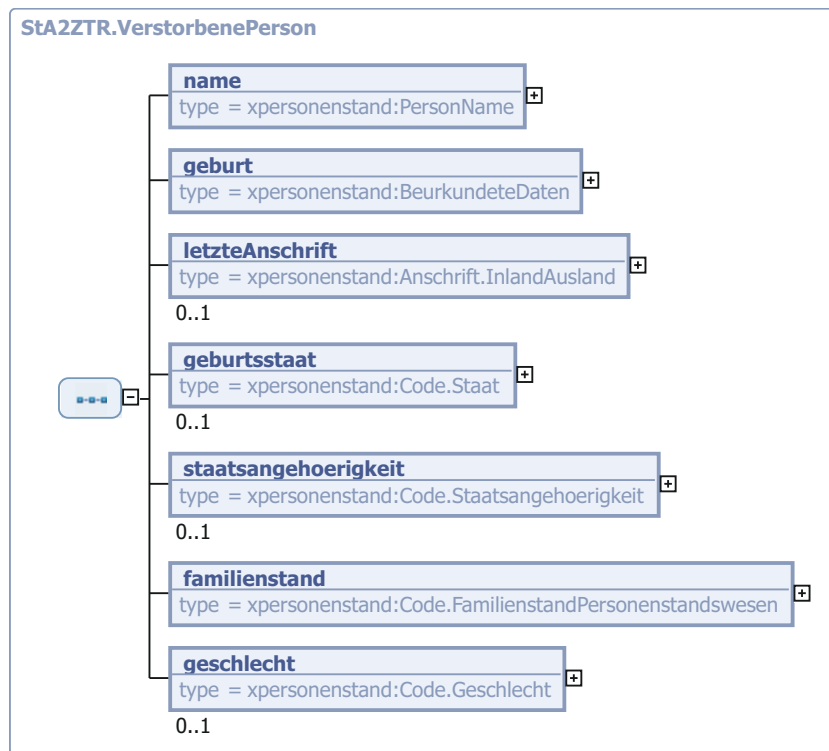 StA2ZTR.VerstorbenePerson
name
type = xpersonenstand:PersonName
geburt
type = xpersonenstand:BeurkundeteDaten
letzteAnschrift
type = xpersonenstand:Anschrift.InlandAusland
0..1
geburtsstaat
type = xpersonenstand:Code.Staat
0..1
staatsangehoerigkeit
type = xpersonenstand:Code.Staatsangehoerigkeit
0..1
familienstand
type = xpersonenstand:Code.FamilienstandPersonenstandswesen
geschlecht
type = xpersonenstand:Code.Geschlecht
0..1